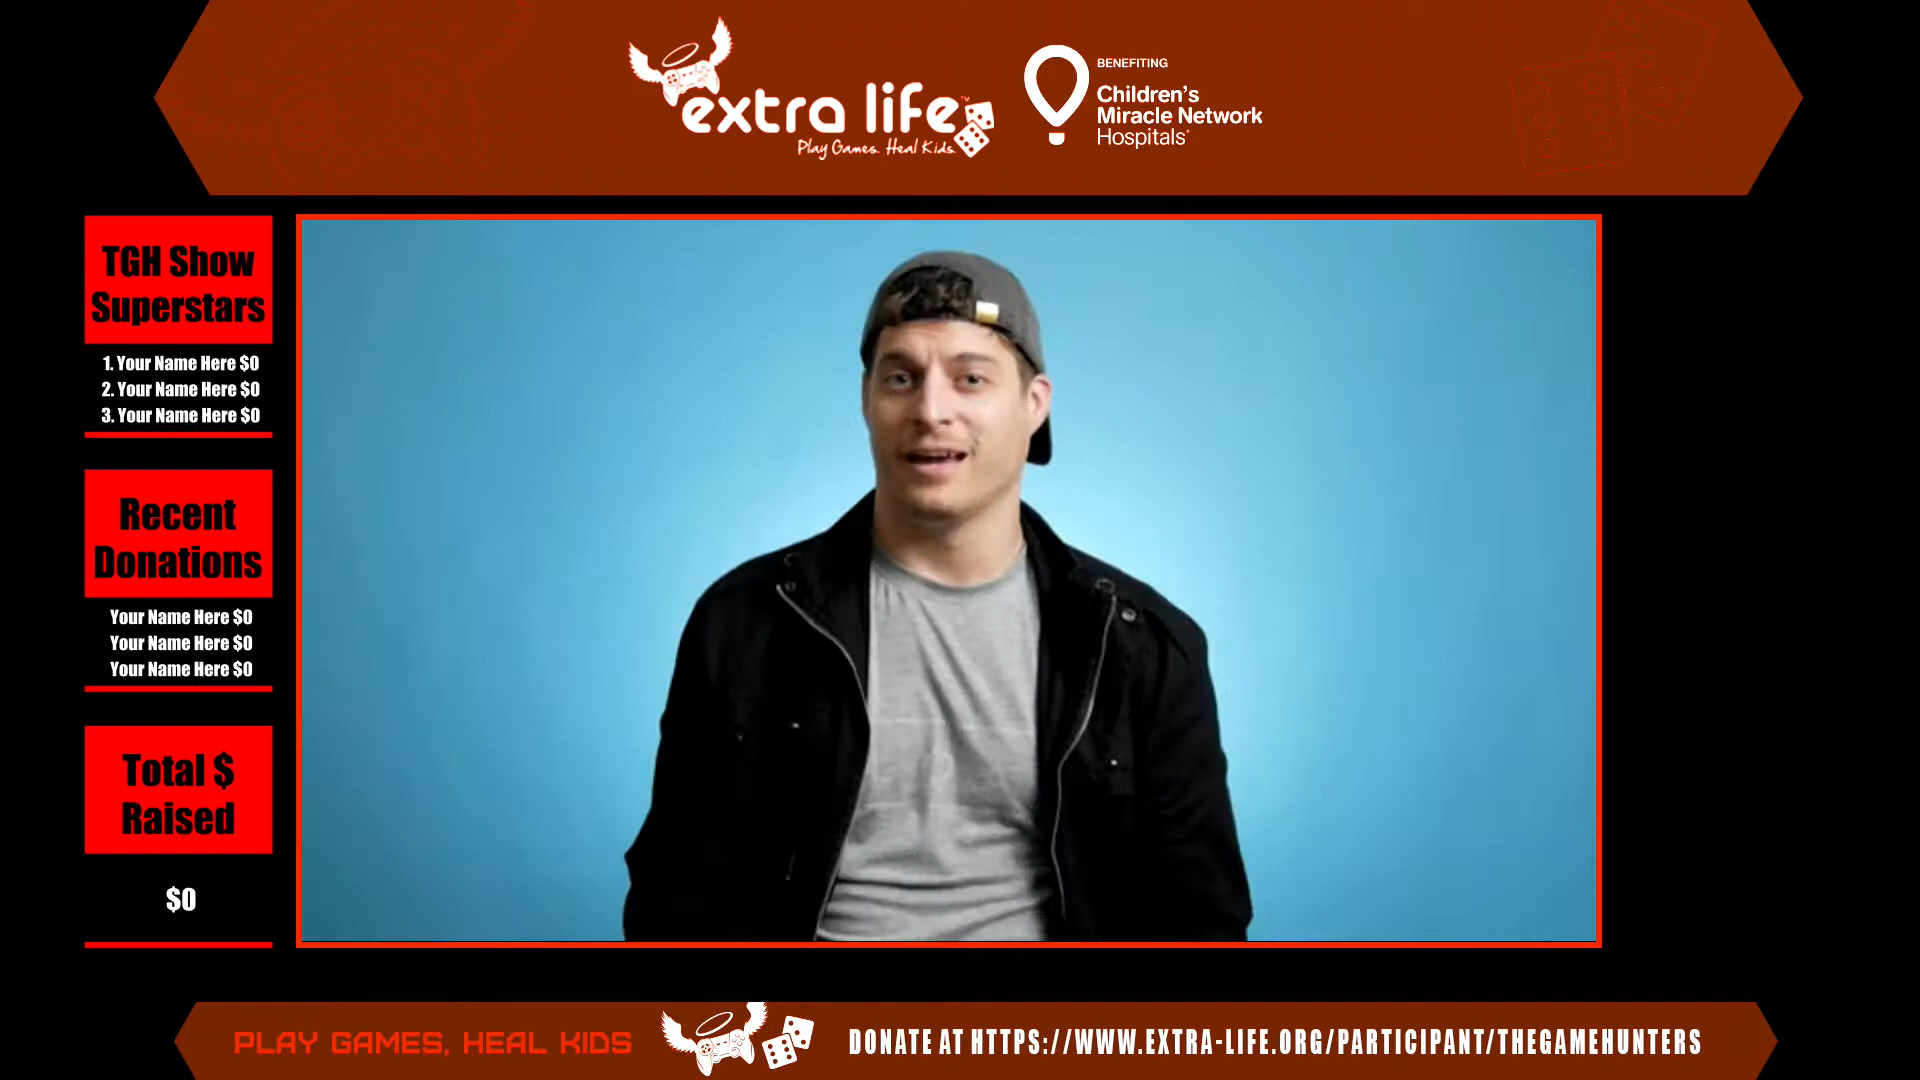 extra life™
Play Games. Heal Kids.
BENEFITING
Children's
Miracle Network
Hospitals
TGH Show
Superstars
1. Your Name Here $0
2. Your Name Here $0
3. Your Name Here $0
Recent
Donations
Your Name Here $0
Your Name Here $0
Your Name Here $0
Total $
Raised
$0
PLAY GAMES, HEAL KIDS
DONATE AT HTTPS://WWW.EXTRA-LIFE.ORG/PARTICIPANT/THEGAMEHUNTERS